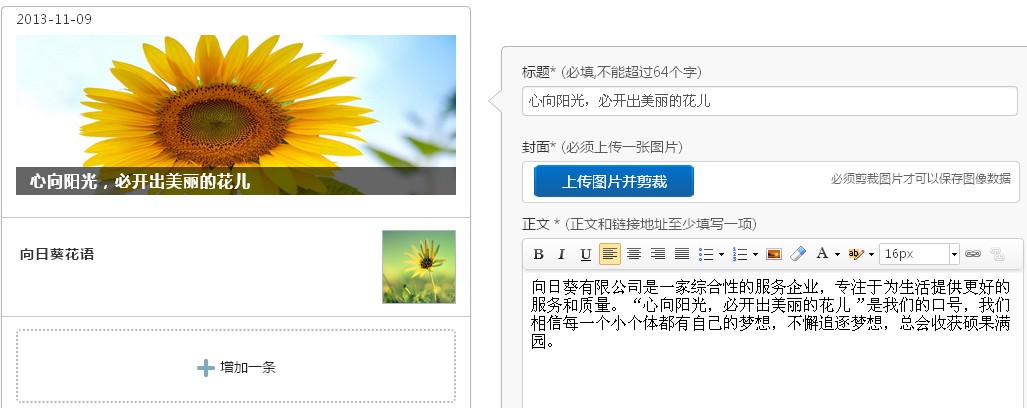 2013-11-09
心向阳光，必开出美丽的花儿
向日葵花语
增加一条
标题* (必填,不能超过64个字)
心向阳光，必开出美丽的花儿
封面* (必须上传一张图片)
上传图片并剪裁
必须剪裁图片才可以保存图像数据
正文 * (正文和链接地址至少填写一项)
B I U A ab 16px
向日葵有限公司是一家综合性的服务企业，专注于为生活提供更好的
服务和质量。“心向阳光，必开出美丽的花儿 ”是我们的口号，我们
相信每一个小个体都有自己的梦想，不懈追逐梦想，总会收获硕果满
园。